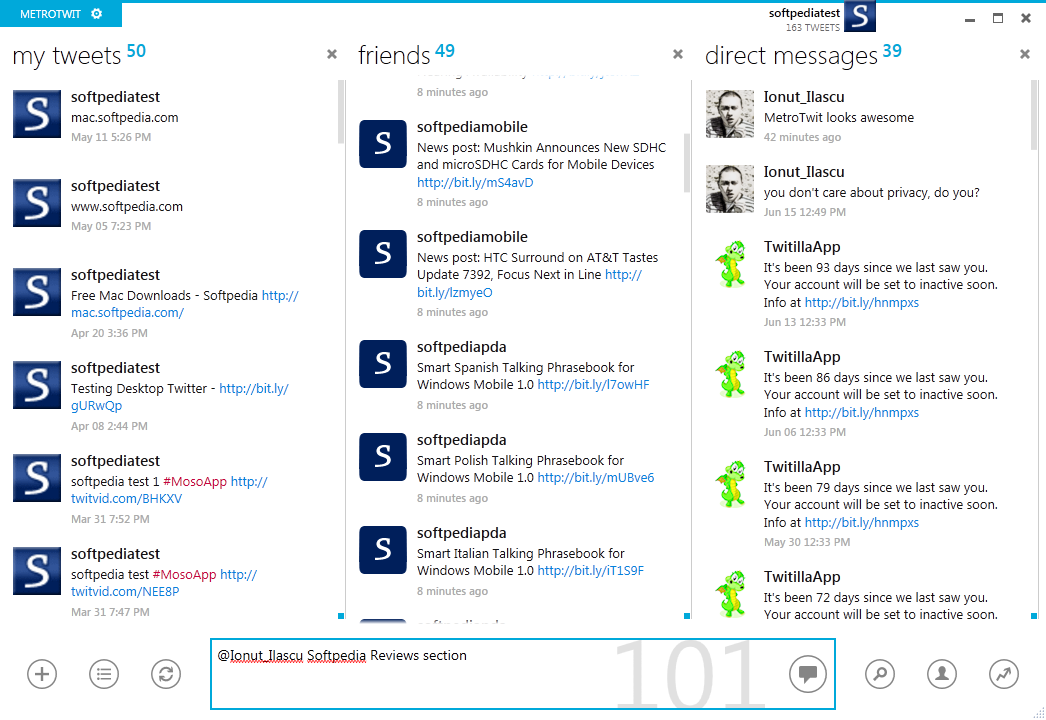 METROTWIT
softpediatest
163 TWEETS
S
my tweets 50
S
softpediatest
mac.softpedia.com
May 11 5:26 PM
S
softpediatest
www.softpedia.com
May 05 7:23 PM
S
softpediatest
Free Mac Downloads - Softpedia http://
mac.softpedia.com/
Apr 20 3:36 PM
S
softpediatest
Testing Desktop Twitter - http://bit.ly/
gURwQp
Apr 08 2:44 PM
S
softpediatest
softpedia test 1 #MosoApp http://
twitvid.com/BHKXV
Mar 31 7:52 PM
S
softpediatest
softpedia test #MosoApp http://
twitvid.com/NEE8P
Mar 31 7:47 PM
friends 49
8 minutes ago
S
softpediamobile
News post: Mushkin Announces New SDHC
and microSDHC Cards for Mobile Devices
http://bit.ly/mS4avD
8 minutes ago
S
softpediamobile
News post: HTC Surround on AT&T Tastes
Update 7392, Focus Next in Line http://
bit.ly/lzmyeO
8 minutes ago
S
softpediapda
Smart Spanish Talking Phrasebook for
Windows Mobile 1.0 http://bit.ly/l7owHF
8 minutes ago
S
softpediapda
Smart Polish Talking Phrasebook for
Windows Mobile 1.0 http://bit.ly/mUBve6
8 minutes ago
S
softpediapda
Smart Italian Talking Phrasebook for
Windows Mobile 1.0 http://bit.ly/iT1S9F
8 minutes ago
direct messages 39
Ionut_Ilascu
MetroTwit looks awesome
42 minutes ago
Ionut_Ilascu
you don't care about privacy, do you?
Jun 15 12:49 PM
TwitillaApp
It's been 93 days since we last saw you.
Your account will be set to inactive soon.
Info at http://bit.ly/hnmpxs
Jun 13 12:33 PM
TwitillaApp
It's been 86 days since we last saw you.
Your account will be set to inactive soon.
Info at http://bit.ly/hnmpxs
Jun 06 12:33 PM
TwitillaApp
It's been 79 days since we last saw you.
Your account will be set to inactive soon.
Info at http://bit.ly/hnmpxs
May 30 12:33 PM
TwitillaApp
It's been 72 days since we last saw you.
Your account will be set to inactive soon.
@Ionut_Ilascu Softpedia Reviews section
101